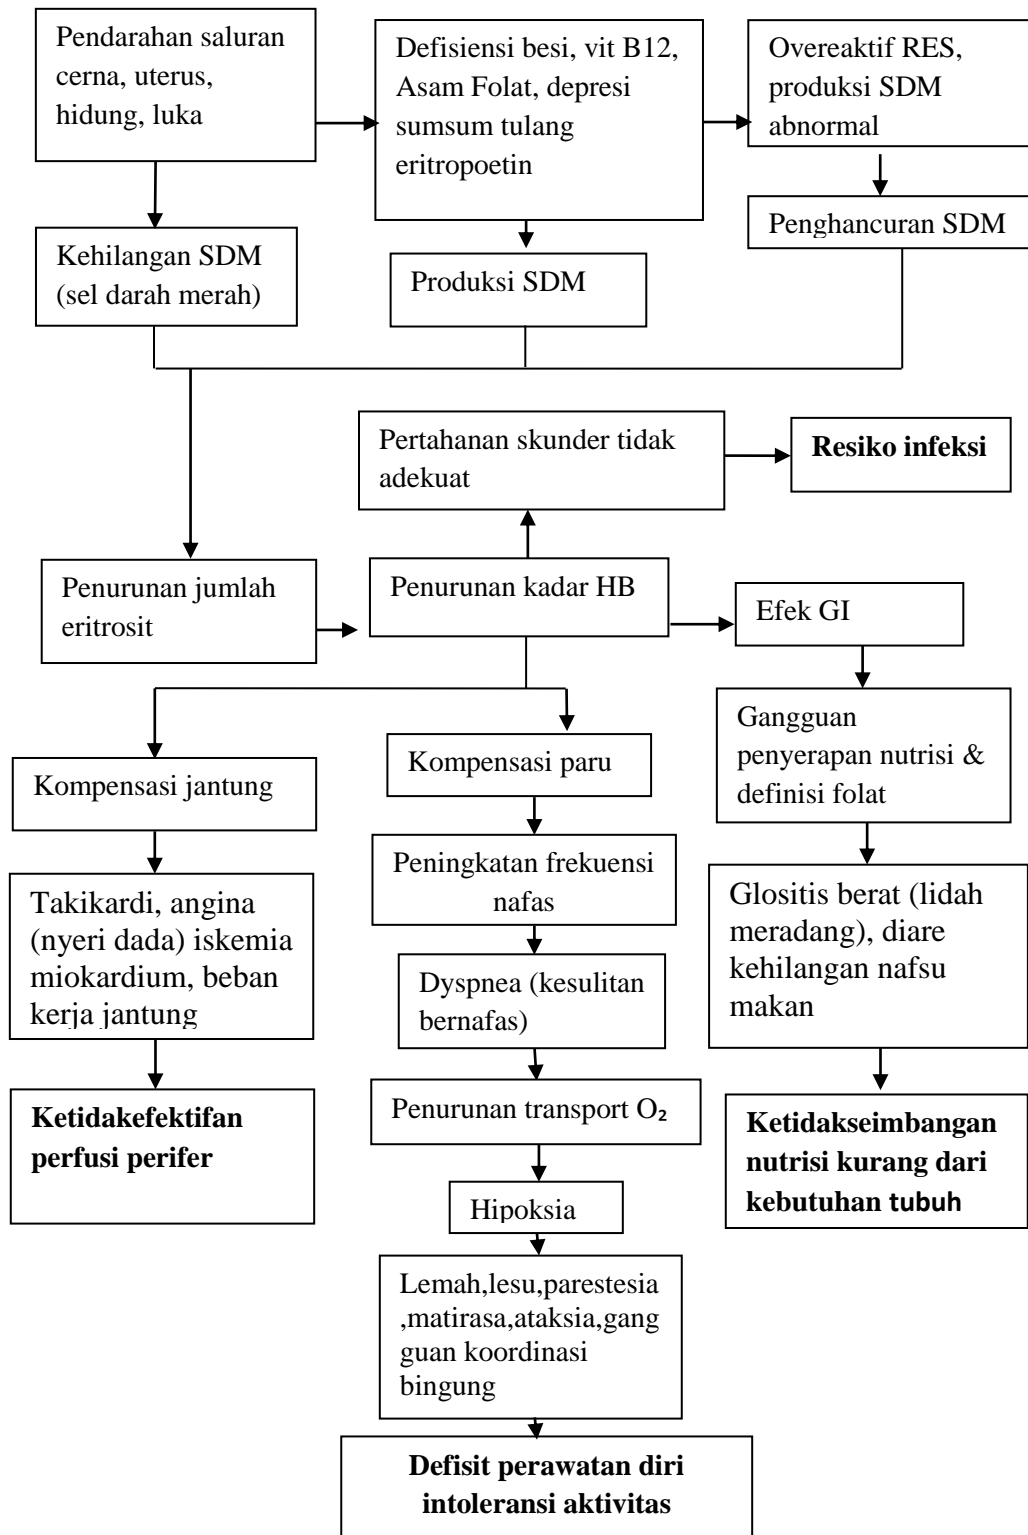 Pendarahan saluran
cerna, uterus,
hidung, luka
Defisiensi besi, vit B12,
Asam Folat, depresi
sumsum tulang
eritropoetin
Overeaktif RES,
produksi SDM
abnormal
Kehilangan SDM
(sel darah merah)
Produksi SDM
Penghancuran SDM
Pertahanan skunder tidak
adekuat
Resiko infeksi
Penurunan jumlah
eritrosit
Penurunan kadar HB
Efek GI
Kompensasi jantung
Kompensasi paru
Gangguan
penyerapan nutrisi &
definisi folat
Takikardi, angina
(nyeri dada) iskemia
miokardium, beban
kerja jantung
Peningkatan frekuensi
nafas
Glositis berat (lidah
meradang), diare
kehilangan nafsu
makan
Dyspnea (kesulitan
bernafas)
Ketidakefektifan
perfusi perifer
Penurunan transport O₂
Ketidakseimbangan
nutrisi kurang dari
kebutuhan tubuh
Hipoksia
Lemah,lesu,parestesia
,matirasa,ataksia,gang
guan koordinasi
bingung
Defisit perawatan diri
intoleransi aktivitas